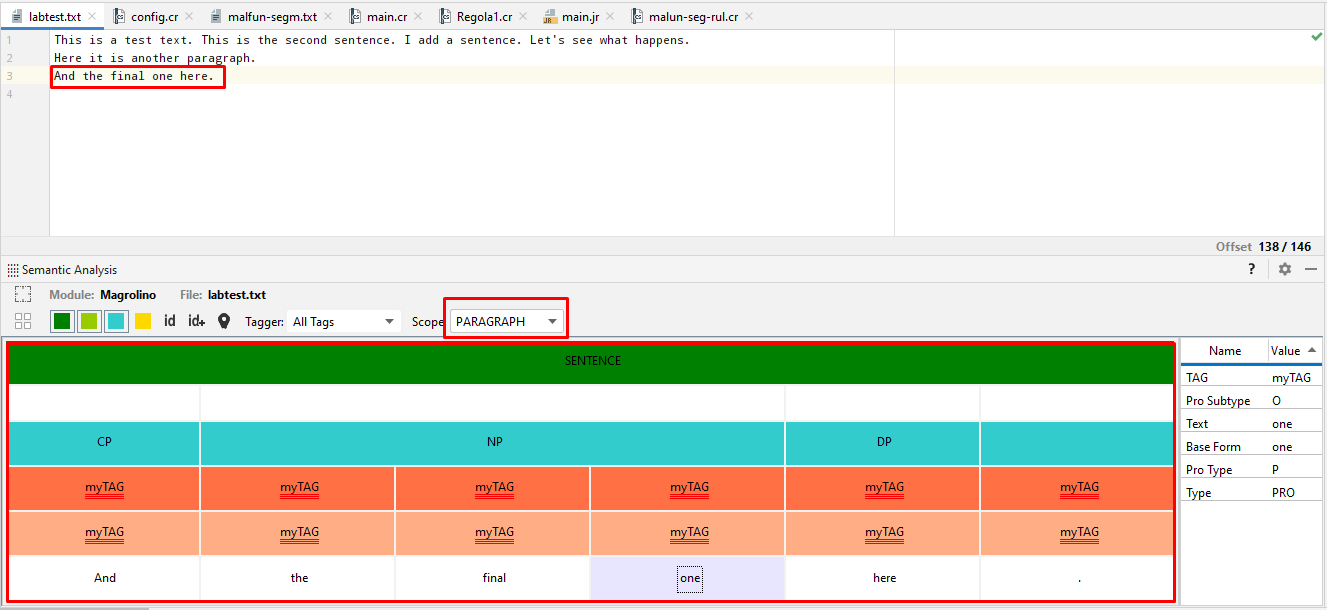 labtest.txt config.cr malfun-segm.txt main.cr Regola1.cr main.jr malun-seg-rul.cr
1 This is a test text. This is the second sentence. I add a sentence. Let's see what happens.
2 Here it is another paragraph.
3 And the final one here.
4
Offset 138 / 146
Semantic Analysis ?
Module: Magrolino File: labtest.txt
id id+ Tagger: All Tags Scope PARAGRAPH
SENTENCE
CP NP DP
myTAG myTAG myTAG myTAG myTAG myTAG
myTAG myTAG myTAG myTAG myTAG myTAG
And the final one here .
Name Value
TAG myTAG
Pro Subtype O
Text one
Base Form one
Pro Type P
Type PRO